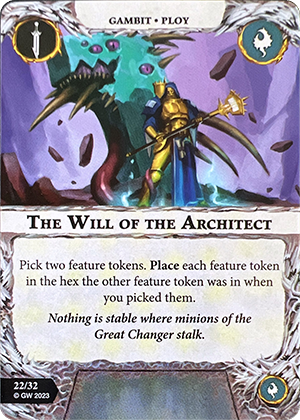 GAMBIT • PLOY
THE WILL OF THE ARCHITECT
Pick two feature tokens. Place each feature token
in the hex the other feature token was in when
you picked them.
Nothing is stable where minions of the
Great Changer stalk.
22/32
© GW 2023